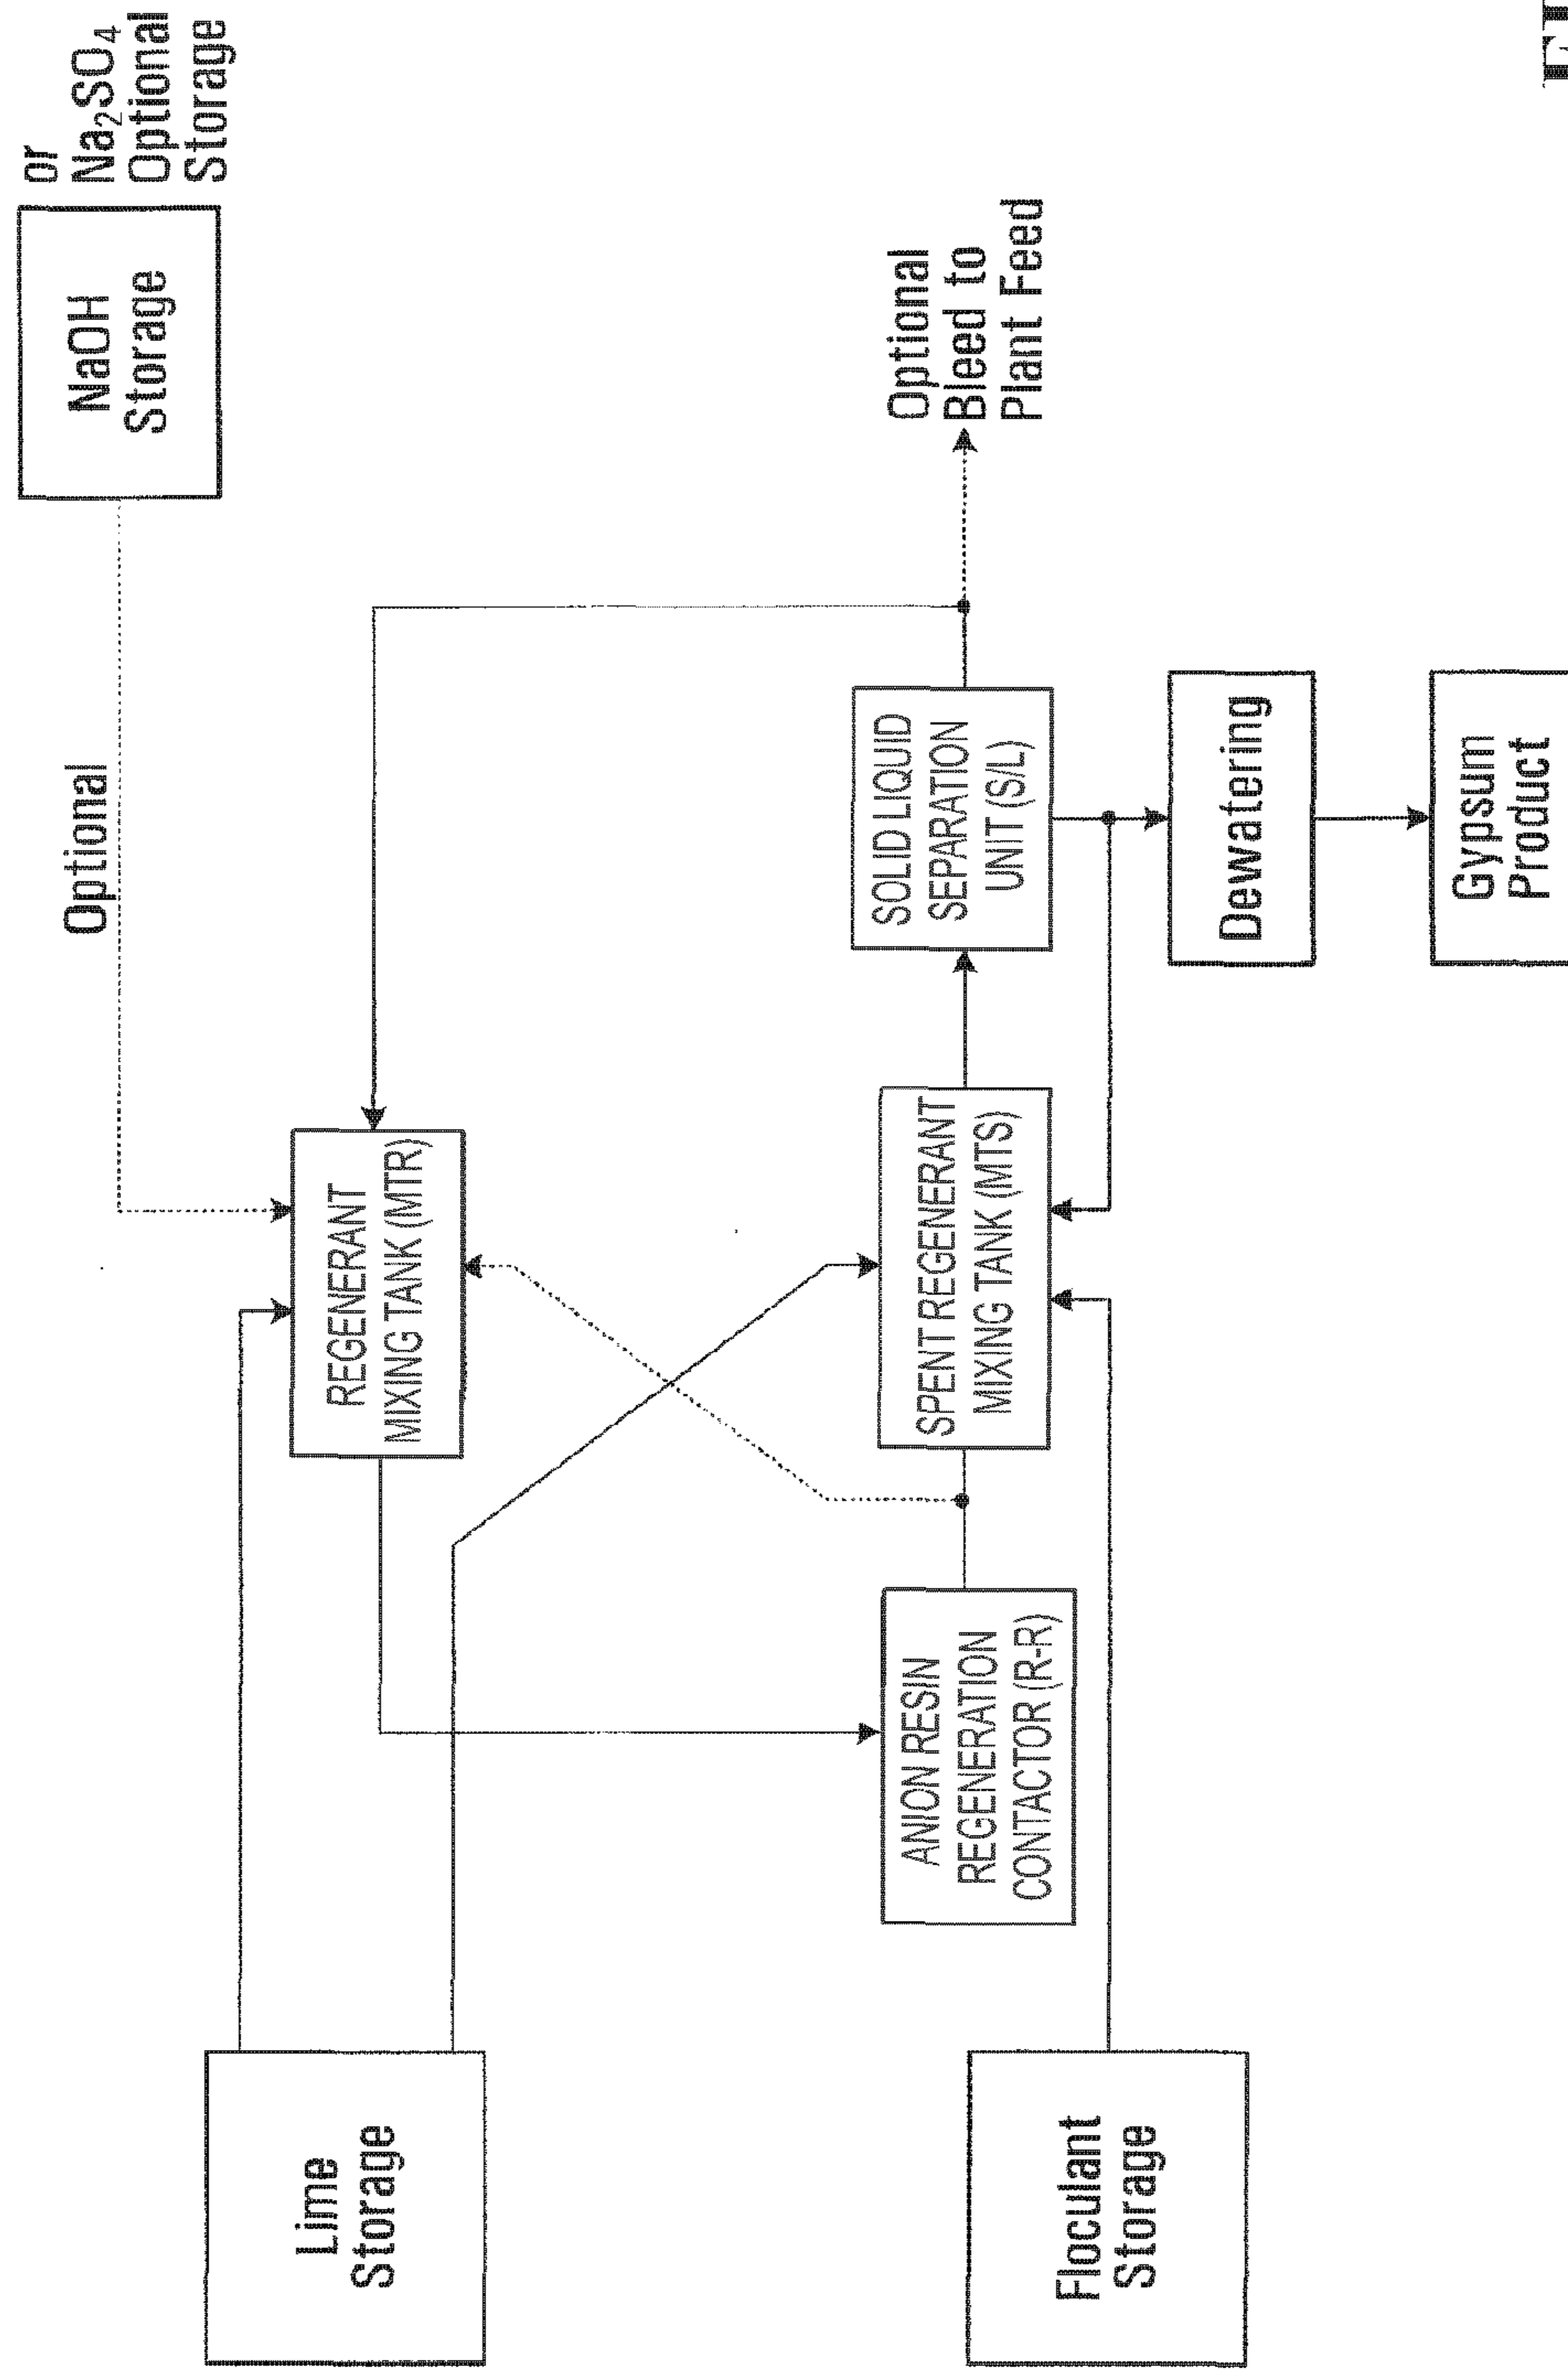 Lime
Storage
Floculant
Storage
ANION RESIN
REGENERATION
CONTACTOR (R-R)
REGENERANT
MIXING TANK (MTR)
SPENT REGENERANT
MIXING TANK (MTS)
Optional
SOLID LIQUID
SEPARATION
UNIT (S/L)
Dewatering
Gypsum
Product
NaOH
Storage
or
Na₂SO₄
Optional
Storage
Optional
Bleed to
Plant Feed